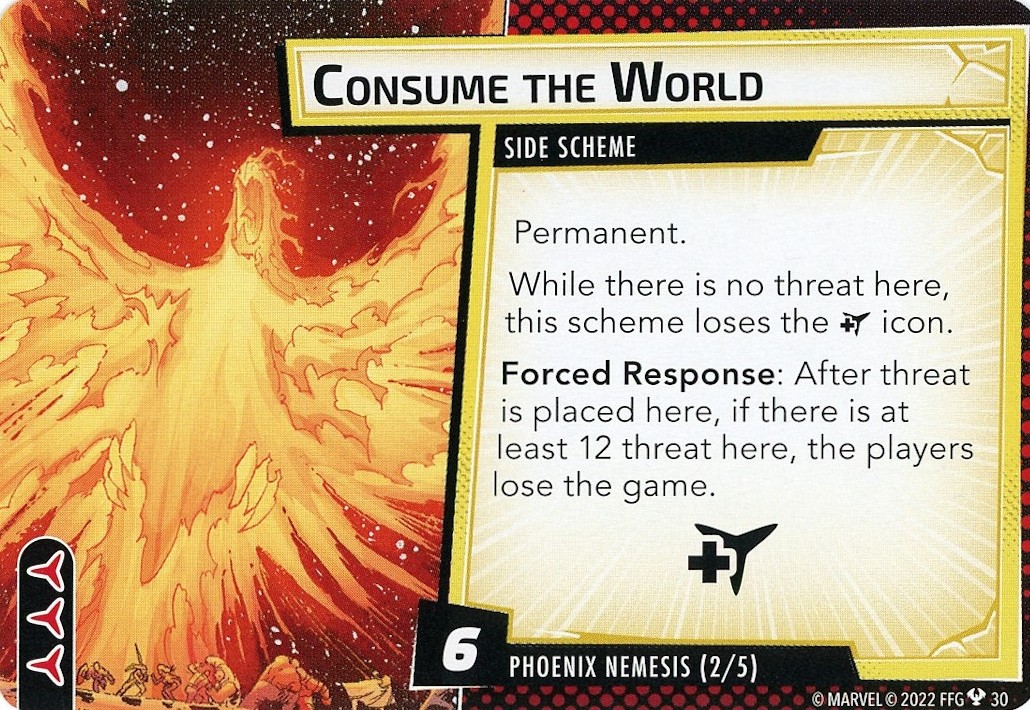 CONSUME THE WORLD
SIDE SCHEME
Permanent.
While there is no threat here,
this scheme loses the icon.
Forced Response: After threat
is placed here, if there is at
least 12 threat here, the players
lose the game.
6
PHOENIX NEMESIS (2/5)
© MARVEL © 2022 FFG 30